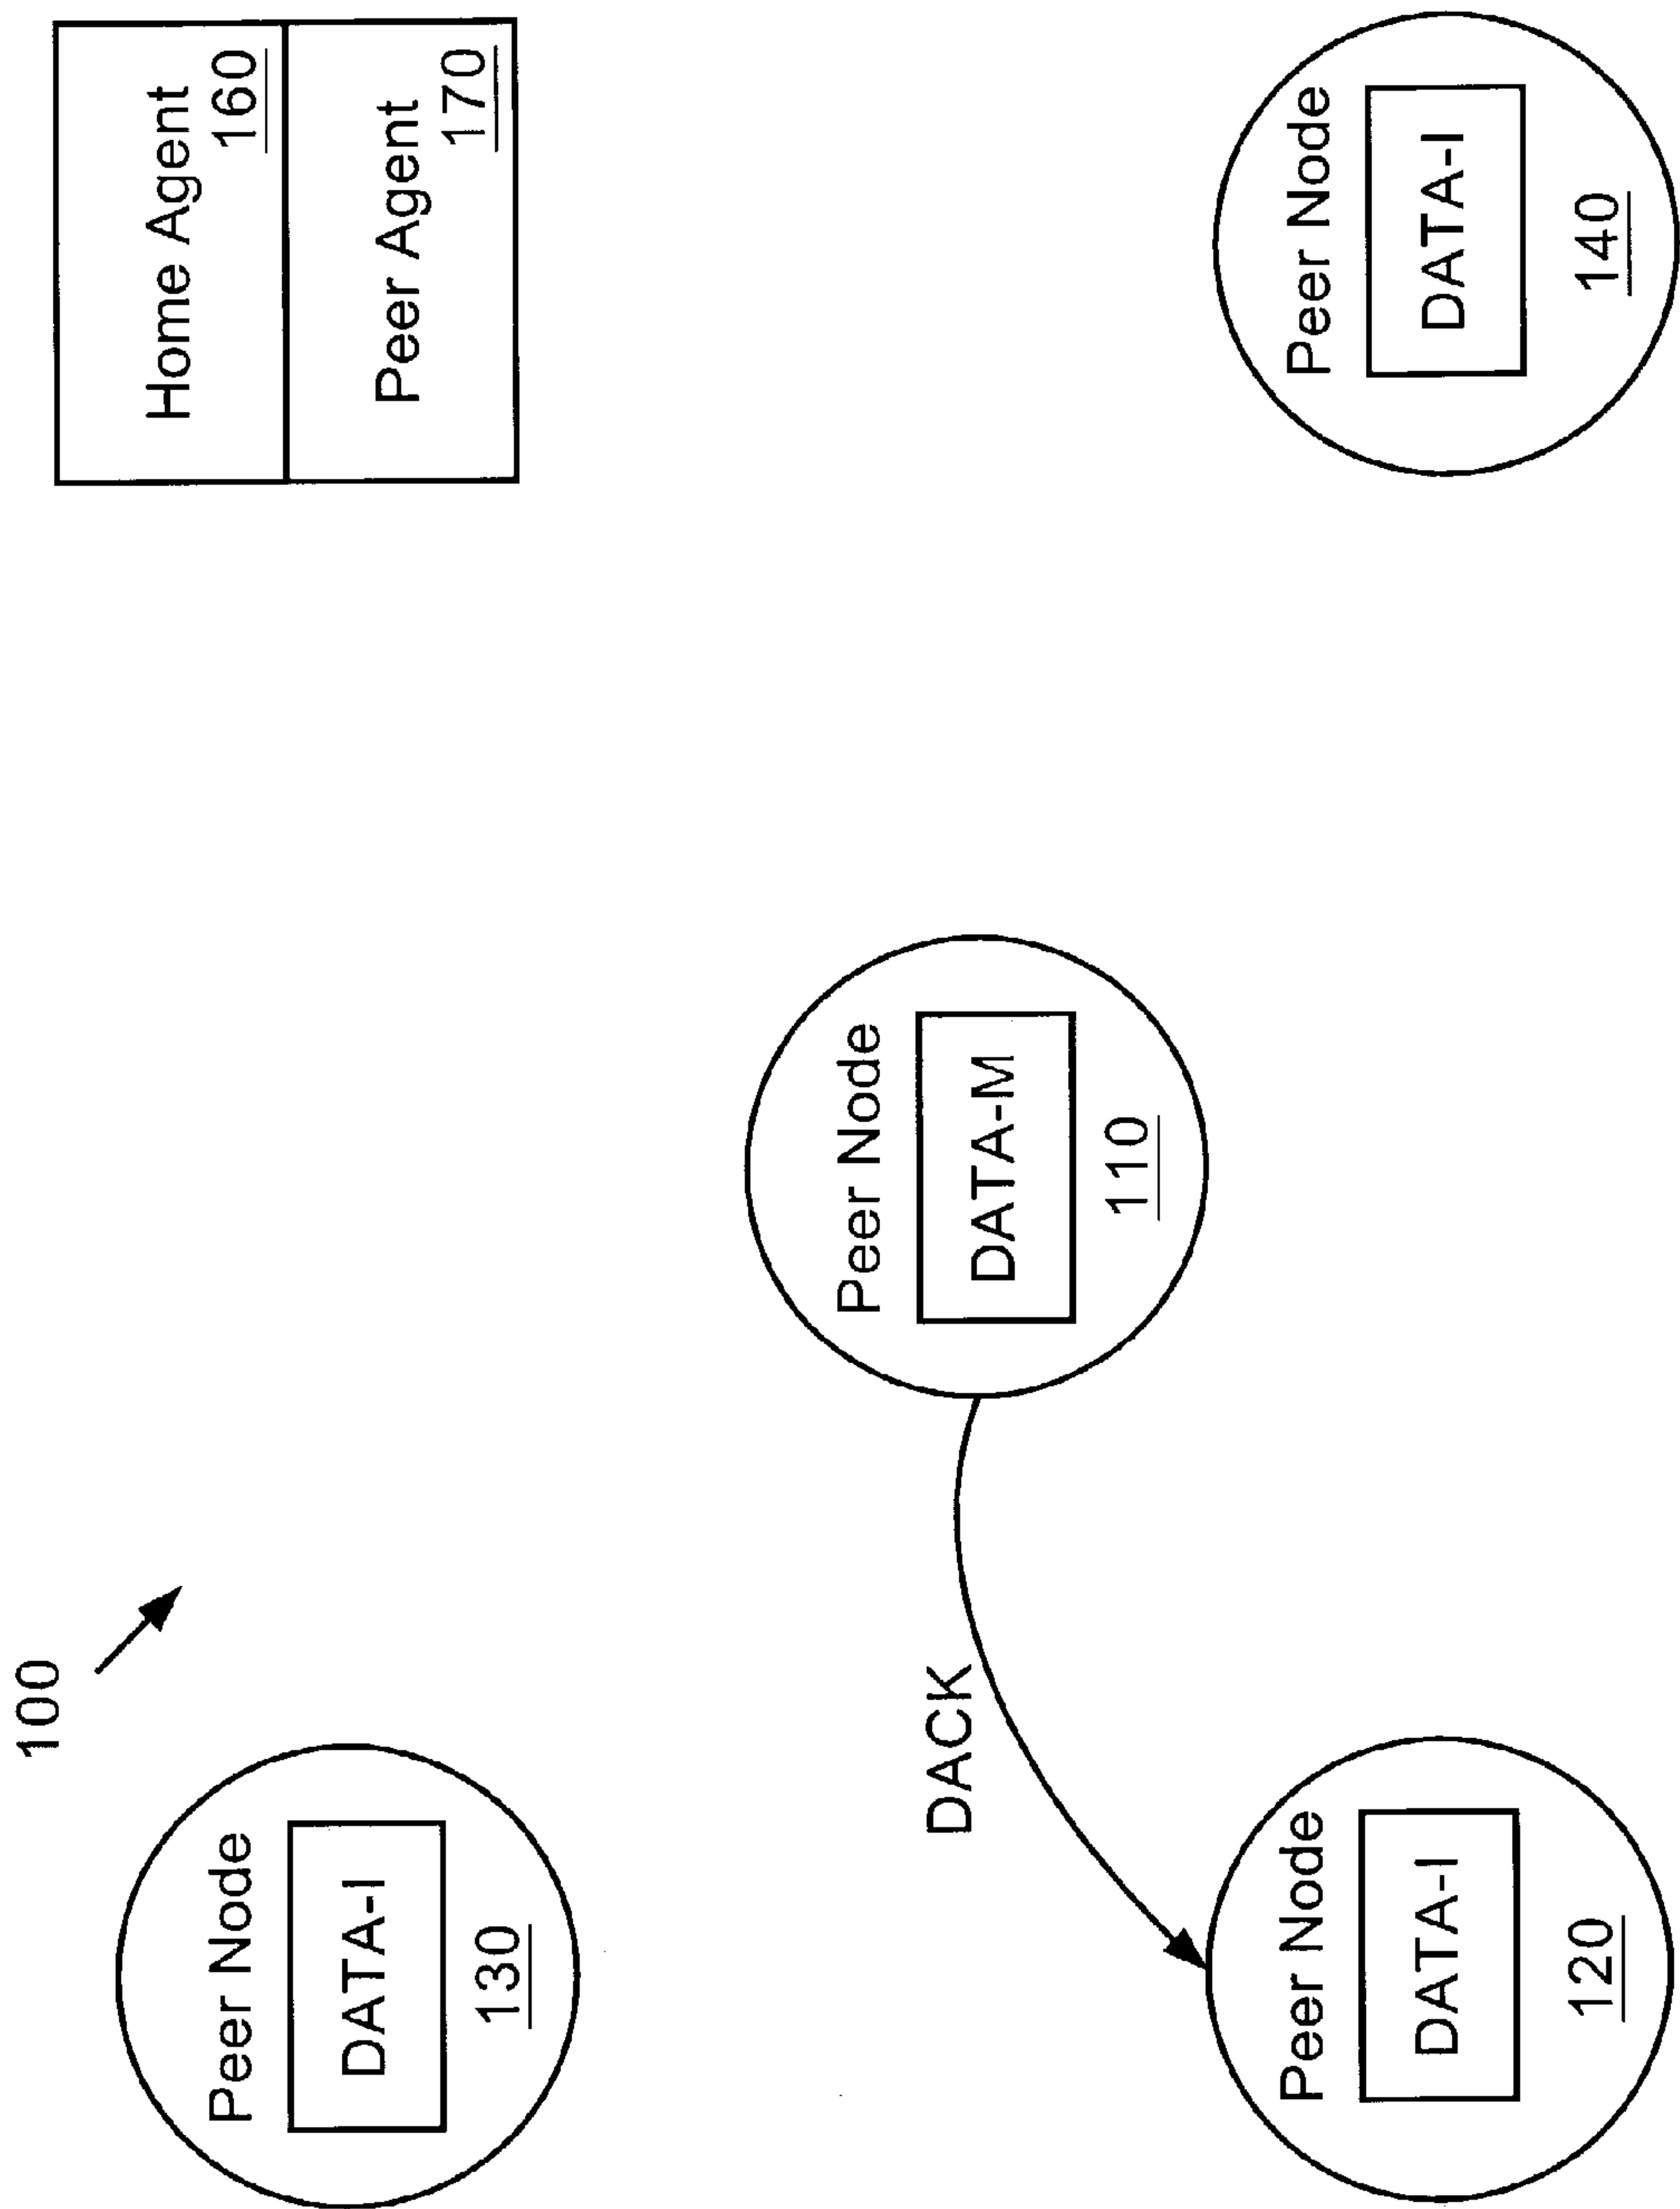 100
Peer Node
DATA-I
130
Home Agent
160
Peer Agent
170
Peer Node
DATA-M
110
DACK
Peer Node
DATA-I
120
Peer Node
DATA-I
140